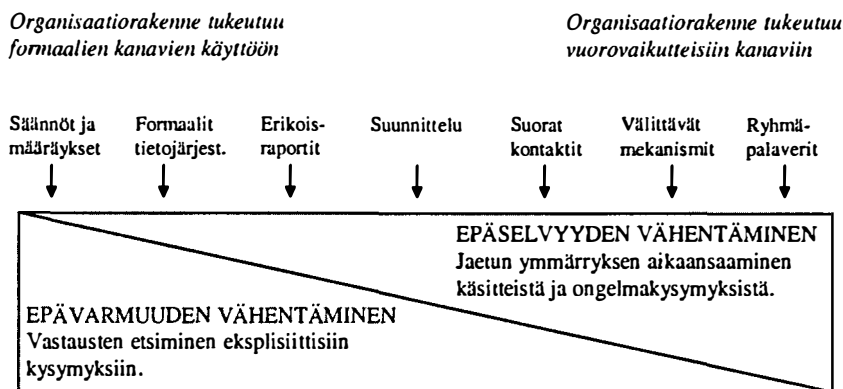 Organisaatiorakenne tukeutuu
formaalien kanavien käyttöön
Organisaatiorakenne tukeutuu
vuorovaikutteisiin kanaviin
Säännöt ja
määräykset
Formaalit
tietojärjest.
Erikois-
raportit
Suunnittelu
Suorat
kontaktit
Välittävät
mekanismit
Ryhmä-
palaverit
EPÄSELVYYDEN VÄHENTÄMINEN
Jaetun ymmärryksen aikaansaaminen
käsitteistä ja ongelmakysymyksistä.
EPÄVARMUUDEN VÄHENTÄMINEN
Vastausten etsiminen eksplisiittisiin
kysymyksiin.